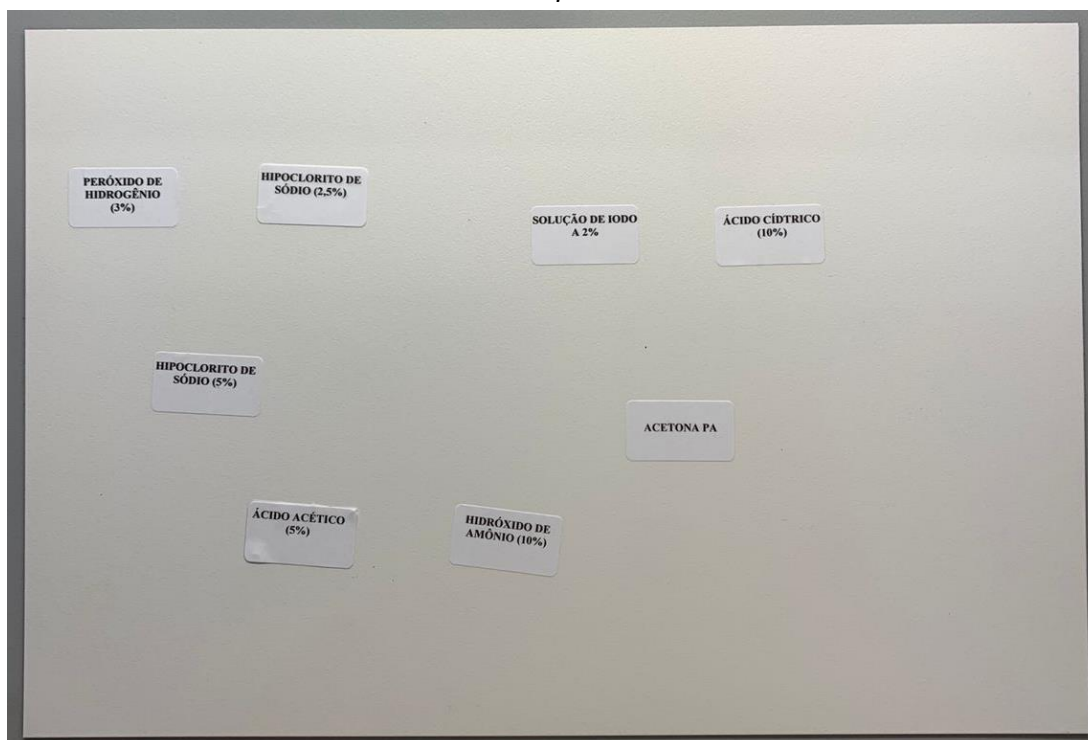 PERÓXIDO DE
HIDROGÊNIO
(3%)
HIPOCLORITO DE
SÓDIO (2,5%)
SOLUÇÃO DE IODO
A 2%
ÁCIDO CÍDTRICO
(10%)
HIPOCLORITO DE
SÓDIO (5%)
ACETONA PA
ÁCIDO ACÉTICO
(5%)
HIDRÓXIDO DE
AMÔNIO (10%)